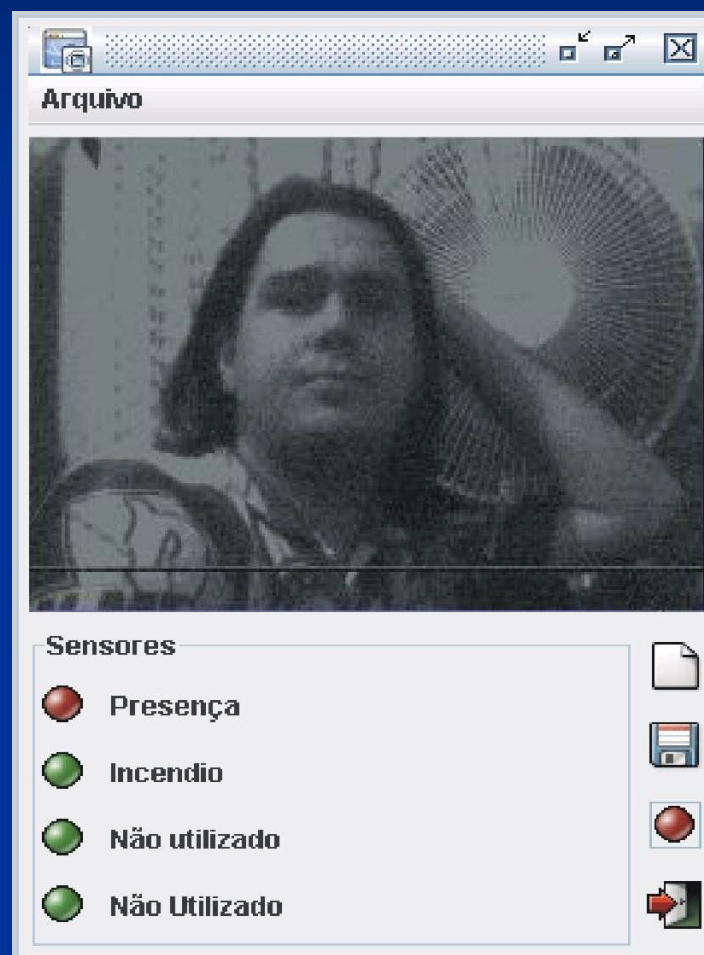 Arquivo
Sensores
Presença
Incendio
Não utilizado
Não Utilizado